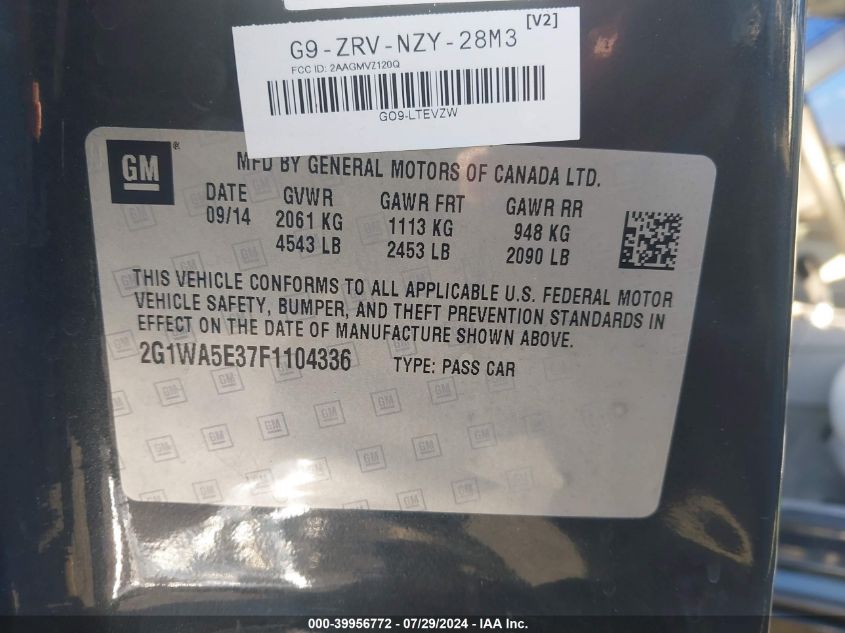 [V2]
G9-ZRV-NZY-28M3
FCC ID: 2AAGMVZ120Q
GO9-LTEVZW
GM ®
MFD BY GENERAL MOTORS OF CANADA LTD.
DATE GVWR GAWR FRT GAWR RR
09/14 2061 KG 1113 KG 948 KG
4543 LB 2453 LB 2090 LB
THIS VEHICLE CONFORMS TO ALL APPLICABLE U.S. FEDERAL MOTOR
VEHICLE SAFETY, BUMPER, AND THEFT PREVENTION STANDARDS IN
EFFECT ON THE DATE OF MANUFACTURE SHOWN ABOVE.
2G1WA5E37F1104336 TYPE: PASS CAR
000-39956772 - 07/29/2024 - IAA Inc.